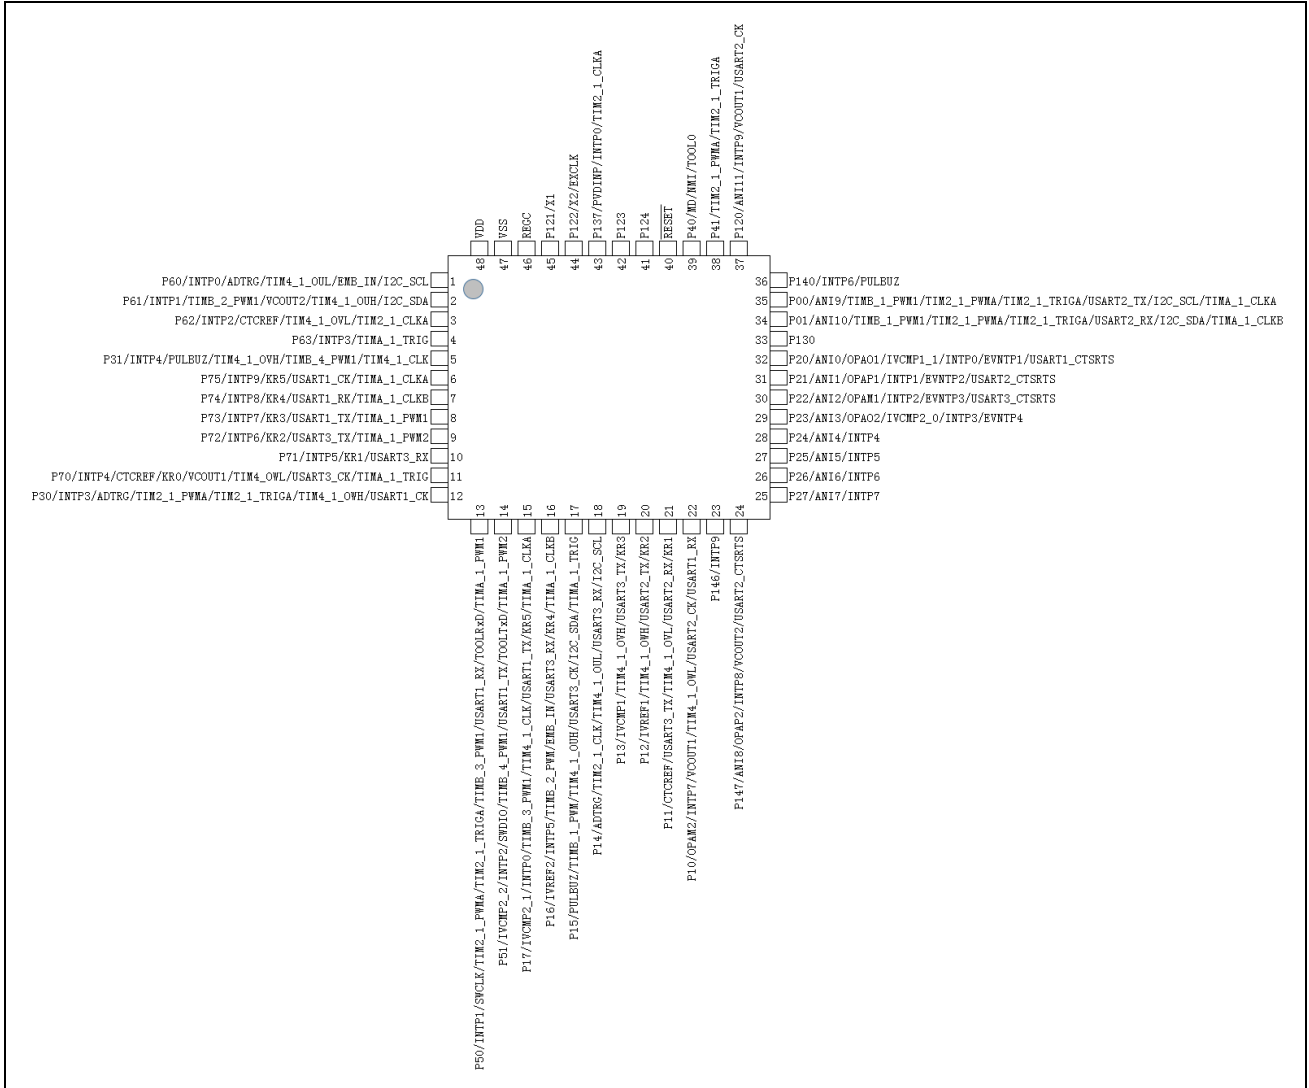 VDD
VSS
REGC
P121/X1
P122/X2/EXCLK
P137/PVDINP/INTP0/TIM2_1_CLKA
P123
P124
RESET
P40/MD/NMI/TOOL0
P41/TIM2_1_PWMA/TIM2_1_TRIGA
P120/ANI11/INTP9/VCOUT1/USART2_CK
48
47
46
45
44
43
42
41
40
39
38
37
P60/INTP0/ADTRG/TIM4_1_OUL/EMB_IN/I2C_SCL 1
P61/INTP1/TIMB_2_PWM1/VCOUT2/TIM4_1_OUH/I2C_SDA 2
P62/INTP2/CTCREF/TIM4_1_OVL/TIM2_1_CLKA 3
P63/INTP3/TIMA_1_TRIG 4
P31/INTP4/PULBUZ/TIM4_1_OVH/TIMB_4_PWM1/TIM4_1_CLK 5
P75/INTP9/KR5/USART1_CK/TIMA_1_CLKA 6
P74/INTP8/KR4/USART1_RK/TIMA_1_CLKB 7
P73/INTP7/KR3/USART1_TX/TIMA_1_PWM1 8
P72/INTP6/KR2/USART3_TX/TIMA_1_PWM2 9
P71/INTP5/KR1/USART3_RX 10
P70/INTP4/CTCREF/KR0/VCOUT1/TIM4_OWL/USART3_CK/TIMA_1_TRIG 11
P30/INTP3/ADTRG/TIM2_1_PWMA/TIM2_1_TRIGA/TIM4_1_OWH/USART1_CK 12
36 P140/INTP6/PULBUZ
35 P00/ANI9/TIMB_1_PWM1/TIM2_1_PWMA/TIM2_1_TRIGA/USART2_TX/I2C_SCL/TIMA_1_CLKA
34 P01/ANI10/TIMB_1_PWM1/TIM2_1_PWMA/TIM2_1_TRIGA/USART2_RX/I2C_SDA/TIMA_1_CLKB
33 P130
32 P20/ANI0/OPAO1/IVCMP1_1/INTP0/EVNTP1/USART1_CTSRTS
31 P21/ANI1/OPAP1/INTP1/EVNTP2/USART2_CTSRTS
30 P22/ANI2/OPAM1/INTP2/EVNTP3/USART3_CTSRTS
29 P23/ANI3/OPAO2/IVCMP2_0/INTP3/EVNTP4
28 P24/ANI4/INTP4
27 P25/ANI5/INTP5
26 P26/ANI6/INTP6
25 P27/ANI7/INTP7
13
14
15
16
17
18
19
20
21
22
23
24
P50/INTP1/SWCLK/TIM2_1_PWMA/TIM2_1_TRIGA/TIMB_3_PWM1/USART1_RX/TOOLRxD/TIMA_1_PWM1
P51/IVCMP2_2/INTP2/SWDIO/TIMB_4_PWM1/USART1_TX/TOOLTxD/TIMA_1_PWM2
P17/IVCMP2_1/INTP0/TIMB_3_PWM1/TIM4_1_CLK/USART1_TX/KR5/TIMA_1_CLKA
P16/IVREF2/INTP5/TIMB_2_PWM/EMB_IN/USART3_RX/KR4/TIMA_1_CLKB
P15/PULBUZ/TIMB_1_PWM/TIM4_1_OUH/USART3_CK/I2C_SDA/TIMA_1_TRIG
P14/ADTRG/TIM2_1_CLK/TIM4_1_OUL/USART3_RX/I2C_SCL
P13/IVCMP1/TIM4_1_OVH/USART3_TX/KR3
P12/IVREF1/TIM4_1_OWH/USART2_TX/KR2
P11/CTCREF/USART3_TX/TIM4_1_OVL/USART2_RX/KR1
P10/OPAM2/INTP7/VCOUT1/TIM4_1_OWL/USART2_CK/USART1_RX
P146/INTP9
P147/ANI8/OPAP2/INTP8/VCOUT2/USART2_CTSRTS